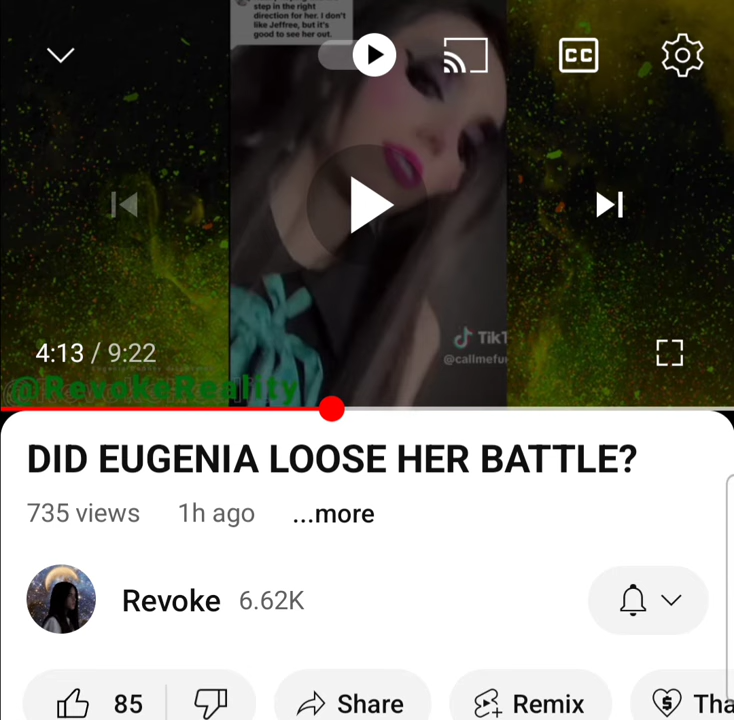 step in the right
direction for her. I don't
like Jeffree, but it's
good to see her out.
CC
4:13 / 9:22
TikT
@callmefu
@RevokeReality
DID EUGENIA LOOSE HER BATTLE?
735 views 1h ago ...more
Revoke 6.62K
85 Share Remix Tha